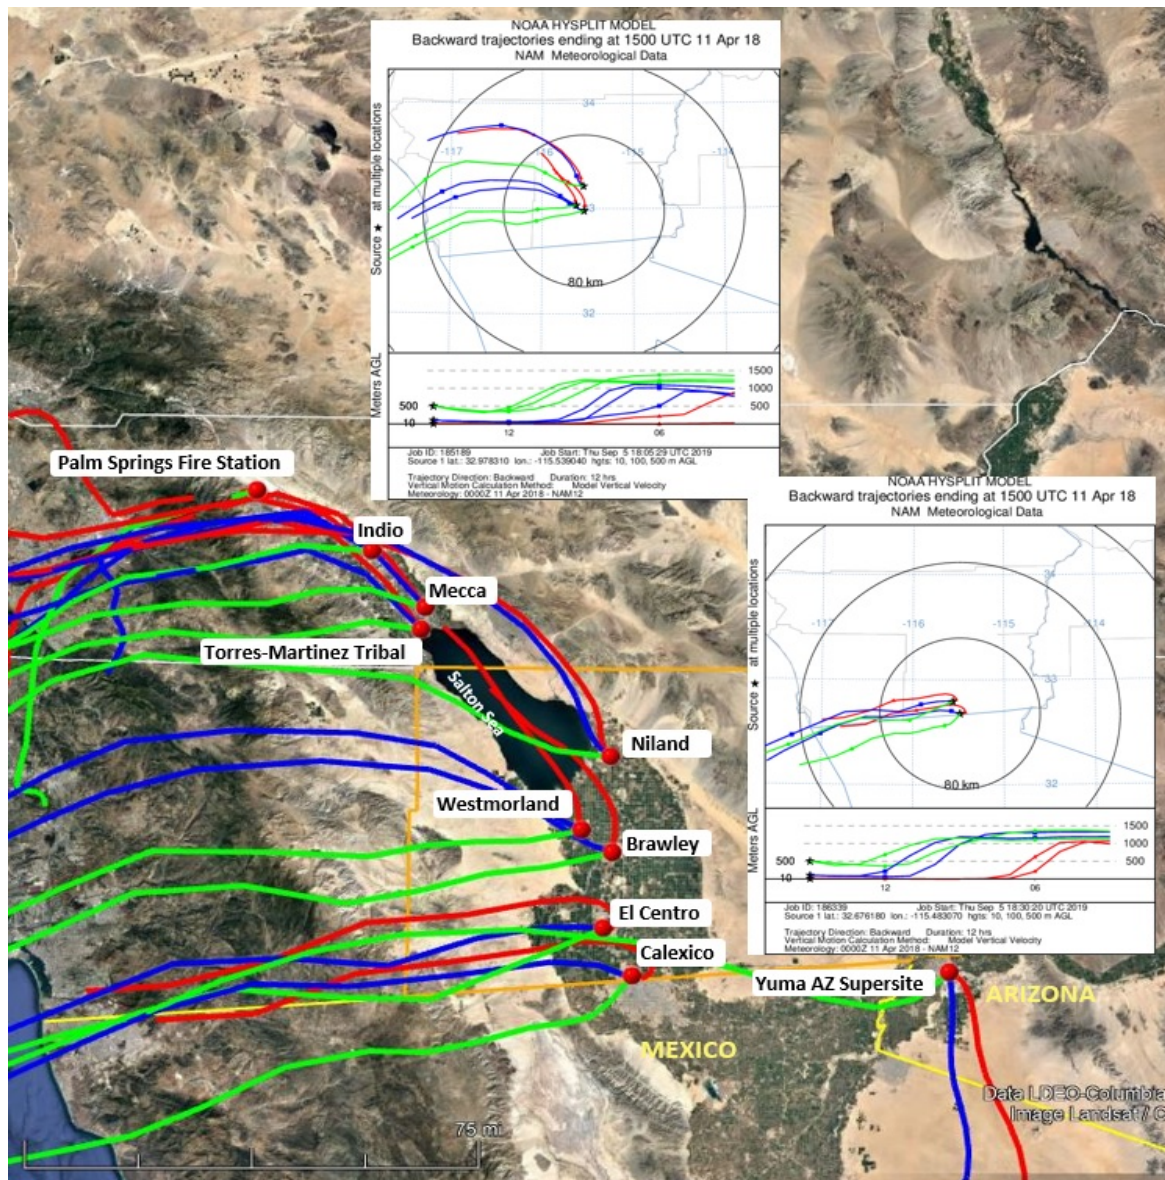 NOAA HYSPLIT MODEL
Backward trajectories ending at 1500 UTC 11 Apr 18
NAM Meteorological Data
Source ★ at multiple locations
34
-117
-116
-115
-114
33
80 km
32
Meters AGL
1500
1000
500
500
10
12
06
Job ID: 185189 Job Start: Thu Sep 5 18:05:29 UTC 2019
Source 1 lat.: 32.978310 lon.: -115.539040 hgts: 10, 100, 500 m AGL
Trajectory Direction: Backward Duration: 12 hrs
Vertical Motion Calculation Method: Model Vertical Velocity
Meteorology: 0000Z 11 Apr 2018 - NAM12
NOAA HYSPLIT MODEL
Backward trajectories ending at 1500 UTC 11 Apr 18
NAM Meteorological Data
Source ★ at multiple locations
34
-117
-116
-115
-114
33
80 km
32
Meters AGL
1500
1000
500
500
10
12
06
Job ID: 186339 Job Start: Thu Sep 5 18:30:20 UTC 2019
Source 1 lat.: 32.676180 lon.: -115.483070 hgts: 10, 100, 500 m AGL
Trajectory Direction: Backward Duration: 12 hrs
Vertical Motion Calculation Method: Model Vertical Velocity
Meteorology: 0000Z 11 Apr 2018 - NAM12
Palm Springs Fire Station
Indio
Mecca
Torres-Martinez Tribal
Salton Sea
Niland
Westmorland
Brawley
El Centro
Calexico
Yuma AZ Supersite
ARIZONA
MEXICO
Data LDEO-Columbia
Image Landsat / C
75 mi